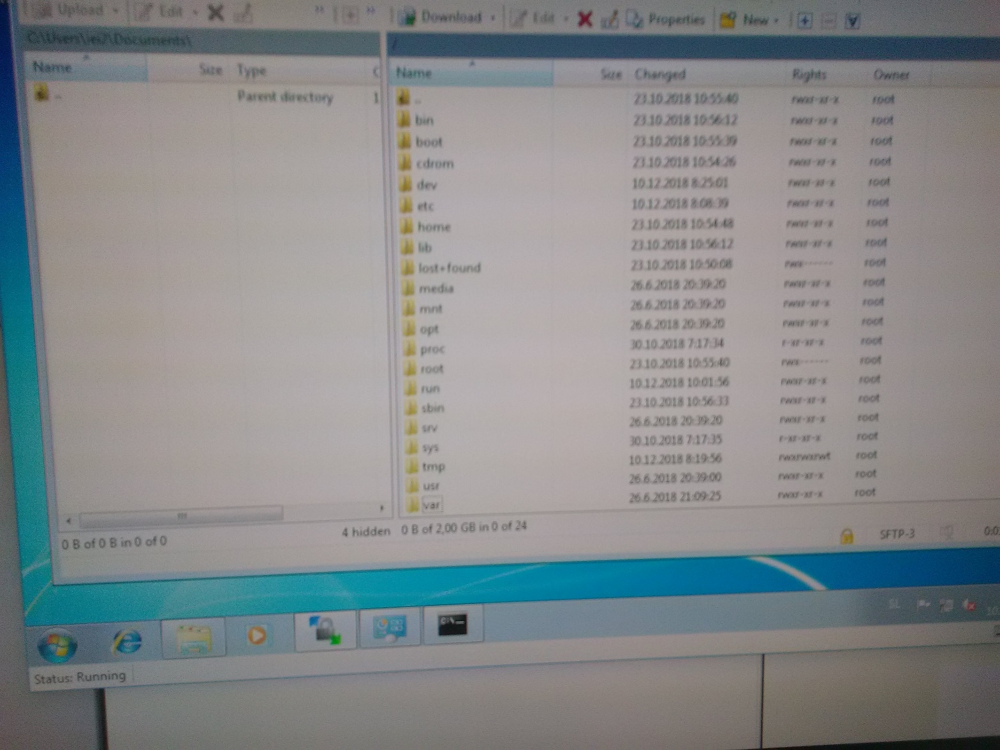 Upload Edit Download Edit Properties New
Documents\ /
Name Size Type Name Size Changed Rights Owner
.. Parent directory 1 .. 23.10.2018 10:55:40 rwxr-xr-x root
bin 23.10.2018 10:56:12 rwxr-xr-x root
boot 23.10.2018 10:55:39 rwxr-xr-x root
cdrom 23.10.2018 10:54:26 rwxr-xr-x root
dev 10.12.2018 8:25:01 rwxr-xr-x root
etc 10.12.2018 8:08:39 rwxr-xr-x root
home 23.10.2018 10:54:48 rwxr-xr-x root
lib 23.10.2018 10:56:12 rwxr-xr-x root
lost+found 23.10.2018 10:50:08 rwx------ root
media 26.6.2018 20:39:20 rwxr-xr-x root
mnt 26.6.2018 20:39:20 rwxr-xr-x root
opt 26.6.2018 20:39:20 rwxr-xr-x root
proc 30.10.2018 7:17:34 r-xr-xr-x root
root 23.10.2018 10:55:40 rwx------ root
run 10.12.2018 10:01:56 rwxr-xr-x root
sbin 23.10.2018 10:56:33 rwxr-xr-x root
srv 26.6.2018 20:39:20 rwxr-xr-x root
sys 30.10.2018 7:17:35 r-xr-xr-x root
tmp 10.12.2018 8:19:56 rwxrwxrwt root
usr 26.6.2018 20:39:00 rwxr-xr-x root
var 26.6.2018 21:09:25 rwxr-xr-x root
0 B of 0 B in 0 of 0 4 hidden 0 B of 2,00 GB in 0 of 24 SFTP-3
C:\
Status: Running